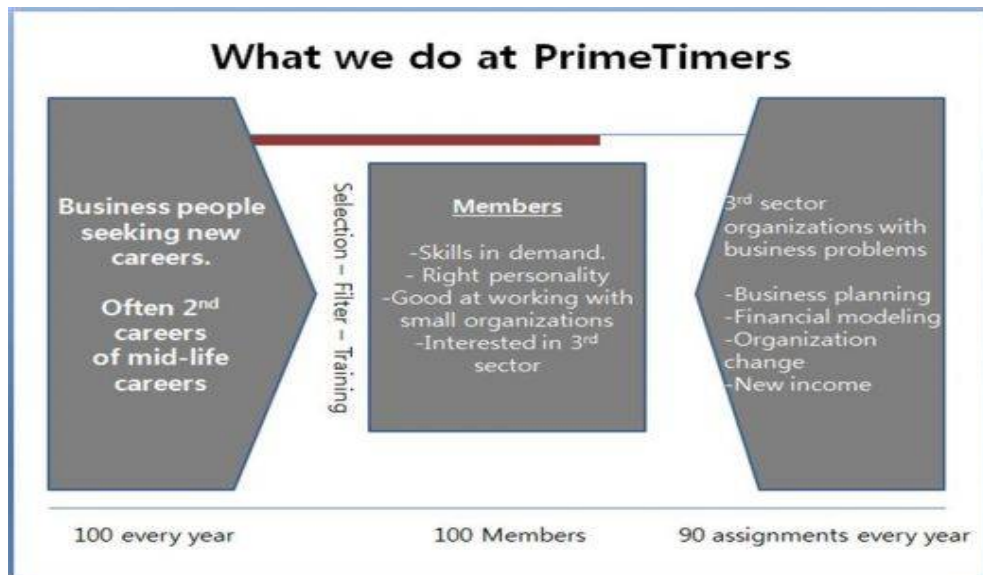 What we do at PrimeTimers
Business people
seeking new
careers.
Often 2nd
careers
of mid-life
careers
Selection – Filter – Training
Members
-Skills in demand.
- Right personality
-Good at working with
small organizations
-Interested in 3rd
sector
3rd sector
organizations with
business problems
-Business planning
-Financial modeling
-Organization
change
-New income
100 every year
100 Members
90 assignments every year